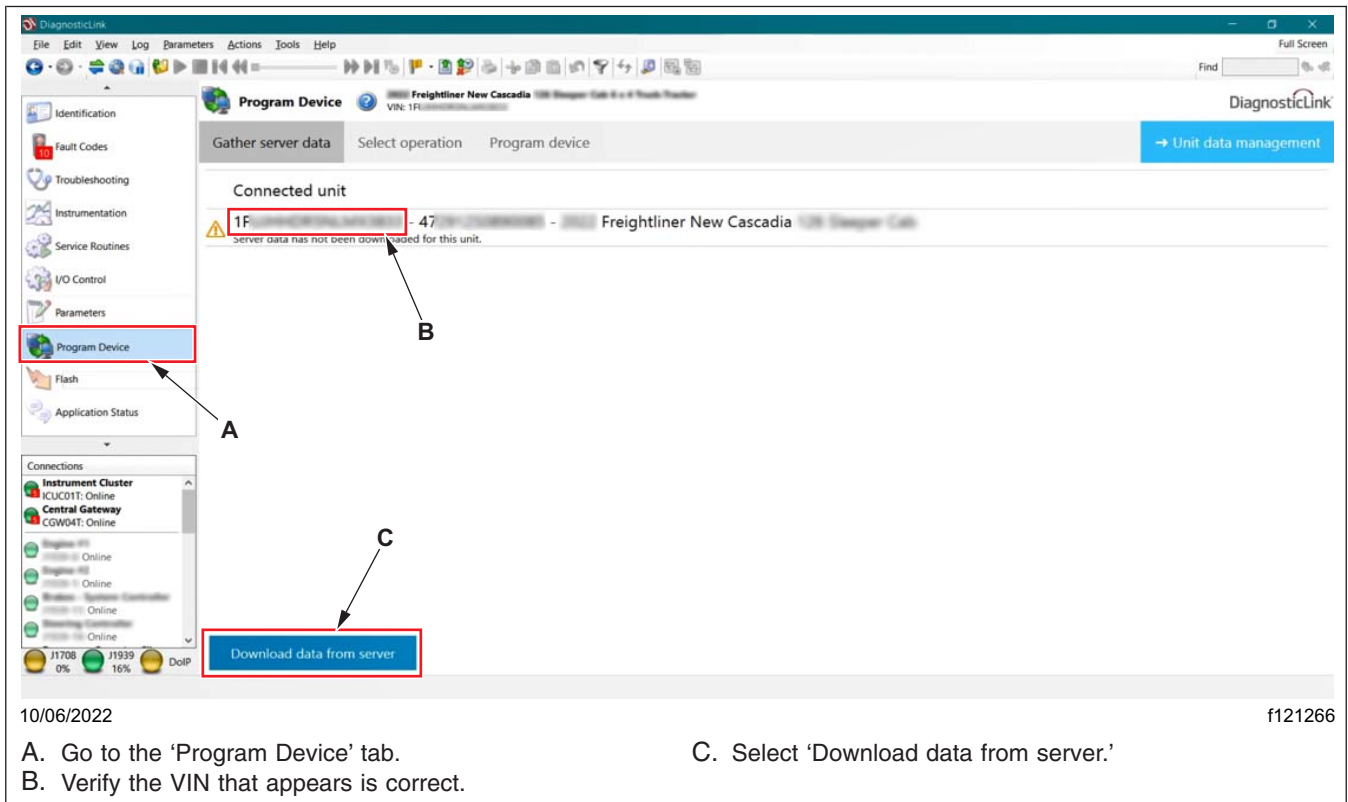 DiagnosticLink
File Edit View Log Parameters Actions Tools Help
Full Screen
Find
Identification
10
Fault Codes
Troubleshooting
Instrumentation
Service Routines
I/O Control
Parameters
Program Device
Flash
Application Status
Program Device
Freightliner New Cascadia
VIN: 1F
DiagnosticLink
Gather server data Select operation Program device
→ Unit data management
Connected unit
1F - 47 - Freightliner New Cascadia
Server data has not been downloaded for this unit.
B
A
C
Connections
Instrument Cluster
ICUC01T: Online
Central Gateway
CGW04T: Online
Online
Online
Online
Online
J1708
0%
J1939
16%
DoIP
Download data from server
10/06/2022
f121266
A. Go to the ‘Program Device’ tab.
B. Verify the VIN that appears is correct.
C. Select ‘Download data from server.’